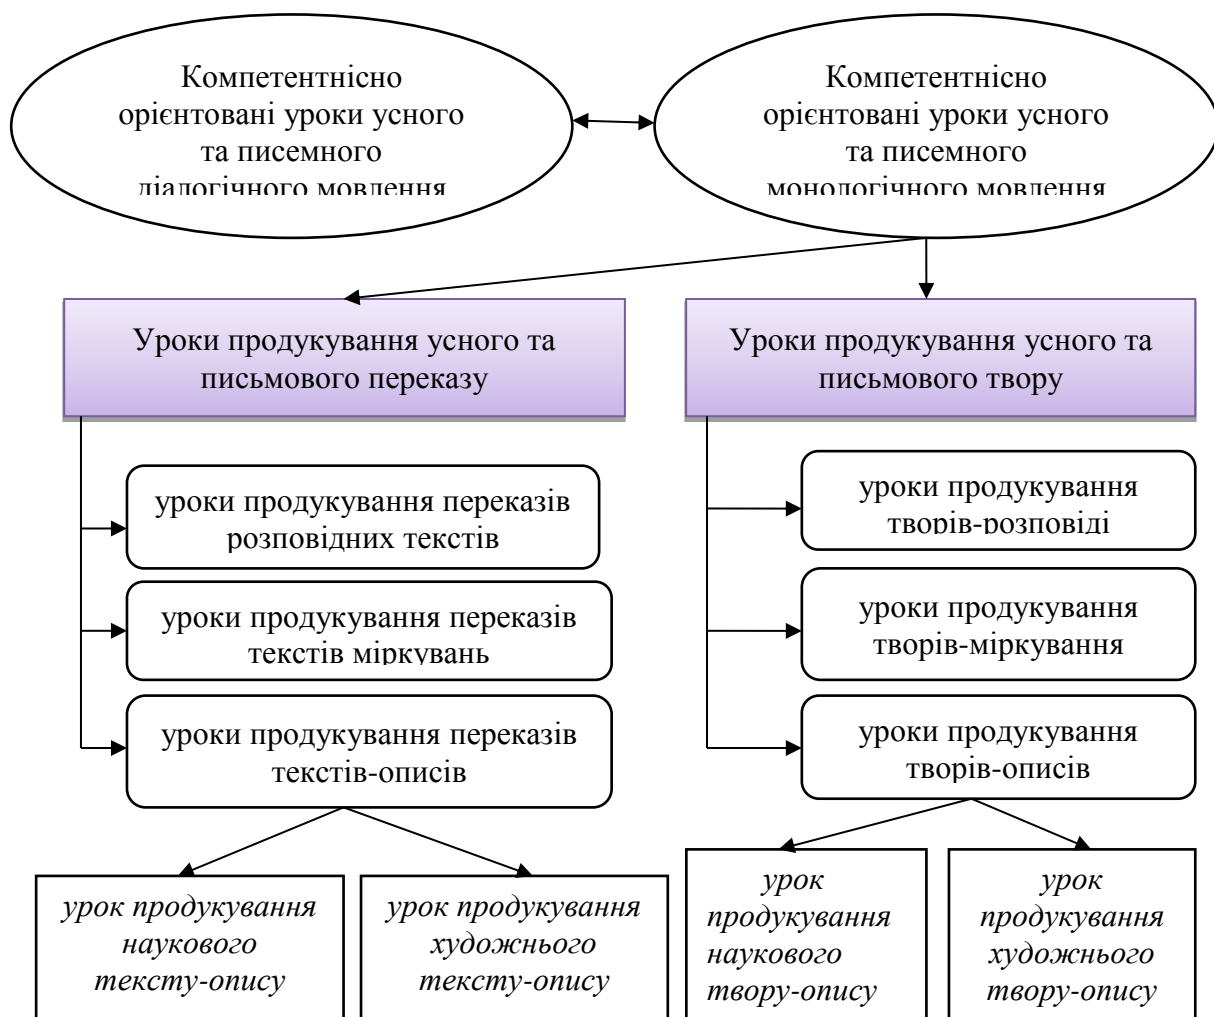 Компетентнісно
орієнтовані уроки усного
та писемного
діалогічного мовлення
Компетентнісно
орієнтовані уроки усного
та писемного
монологічного мовлення
Уроки продукування усного та
письмового переказу
Уроки продукування усного та
письмового твору
уроки продукування переказів
розповідних текстів
уроки продукування переказів
текстів міркувань
уроки продукування переказів
текстів-описів
уроки продукування
творів-розповіді
уроки продукування
творів-міркування
уроки продукування
творів-описів
урок продукування
наукового
тексту-опису
урок продукування
художнього
тексту-опису
урок
продукування
наукового
твору-опису
урок
продукування
художнього
твору-опису